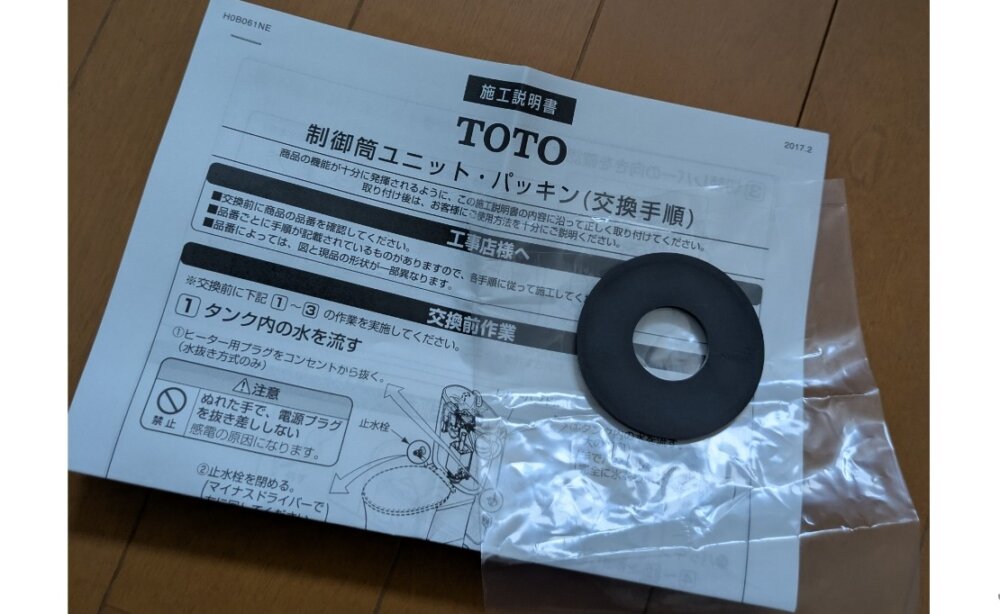 H0B061NE
2017.2
施工説明書
TOTO
制御筒ユニット・パッキン(交換手順)
商品の機能が十分に発揮されるように、この施工説明書の内容に沿って正しく取り付けてください。
取り付け後は、お客様にご使用方法を十分にご説明ください。
工事店様へ
■交換前に商品の品番を確認してください。
■品番ごとに手順が記載されているものがありますので、各手順に従って施工してく
■品番によっては、図と現品の形状が一部異なります。
交換前作業
※交換前に下記1～3の作業を実施してください。
1 タンク内の水を流す
①ヒーター用プラグをコンセントから抜く。
(水抜き方式のみ)
⚠注意
禁止
ぬれた手で、電源プラグ
を抜き差ししない
感電の原因になります。
止水栓
②止水栓を閉める。
(マイナスドライバーで